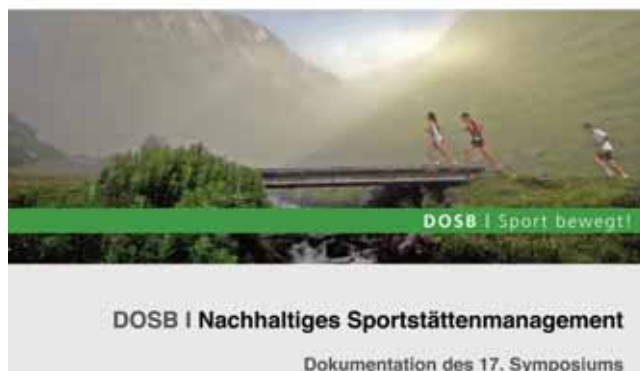 DOSB | Sport bewegt!
DOSB I Nachhaltiges Sportstättenmanagement
Dokumentation des 17. Symposiums